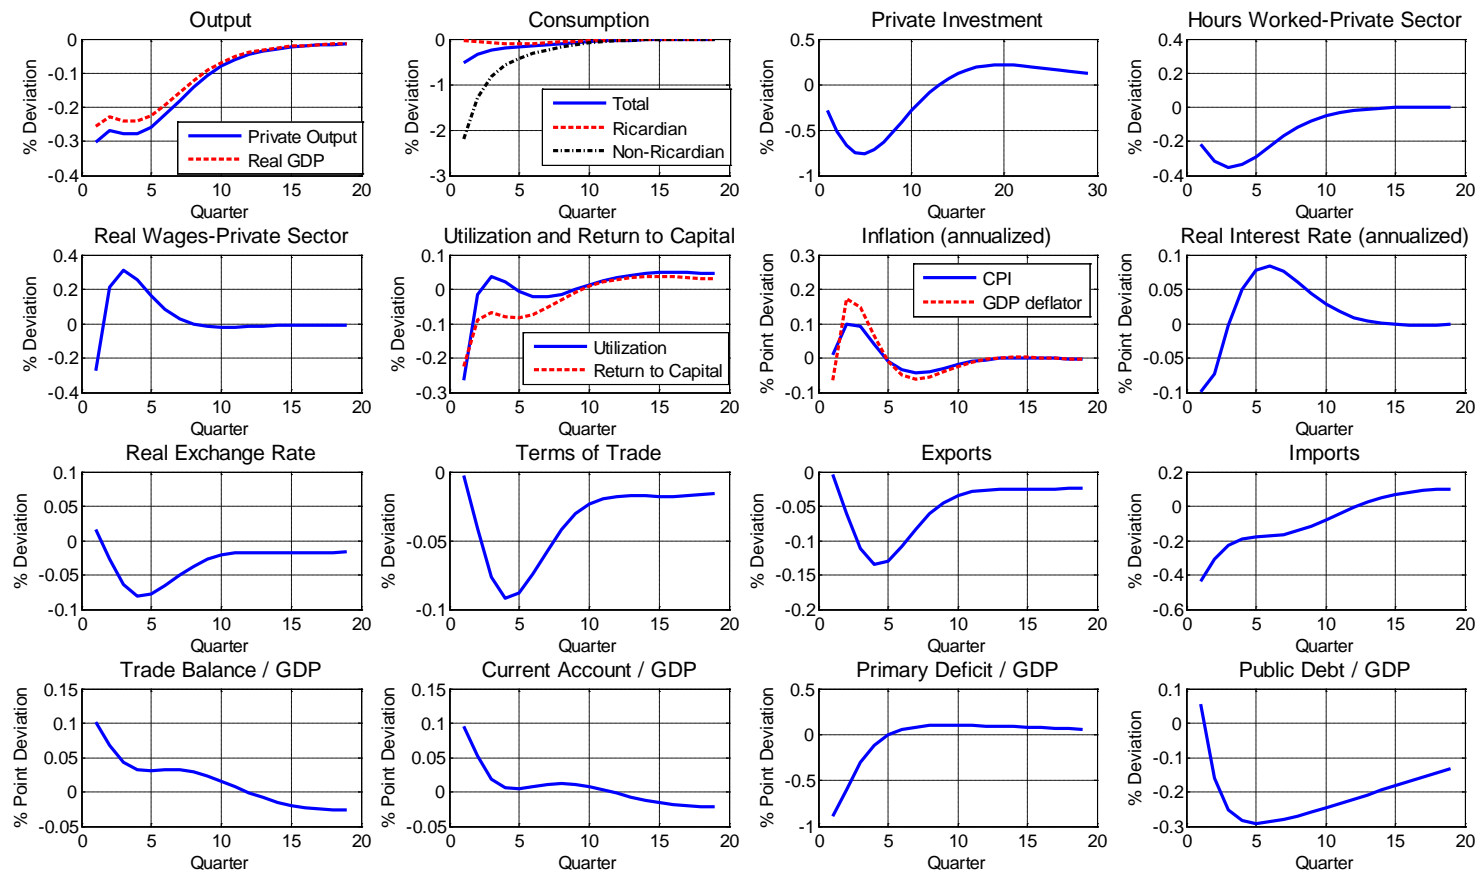 Output
% Deviation
0
-0.1
-0.2
-0.3
-0.4
Private Output
Real GDP
0 5 10 15 20
Quarter
Consumption
% Deviation
0
-1
-2
-3
Total
Ricardian
Non-Ricardian
0 5 10 15 20
Quarter
Private Investment
% Deviation
0.5
0
-0.5
-1
0 10 20 30
Quarter
Hours Worked-Private Sector
% Deviation
0.4
0.2
0
-0.2
-0.4
0 5 10 15 20
Quarter
Real Wages-Private Sector
% Deviation
0.4
0.2
0
-0.2
-0.4
0 5 10 15 20
Quarter
Utilization and Return to Capital
% Deviation
0.1
0
-0.1
-0.2
-0.3
Utilization
Return to Capital
0 5 10 15 20
Quarter
Inflation (annualized)
% Point Deviation
0.3
0.2
0.1
0
-0.1
CPI
GDP deflator
0 5 10 15 20
Quarter
Real Interest Rate (annualized)
% Point Deviation
0.1
0.05
0
-0.05
-0.1
0 5 10 15 20
Quarter
Real Exchange Rate
% Deviation
0.1
0.05
0
-0.05
-0.1
0 5 10 15 20
Quarter
Terms of Trade
% Deviation
0
-0.05
-0.1
0 5 10 15 20
Quarter
Exports
% Deviation
0
-0.05
-0.1
-0.15
-0.2
0 5 10 15 20
Quarter
Imports
% Deviation
0.2
0
-0.2
-0.4
-0.6
0 5 10 15 20
Quarter
Trade Balance / GDP
% Point Deviation
0.15
0.1
0.05
0
-0.05
0 5 10 15 20
Quarter
Current Account / GDP
% Point Deviation
0.15
0.1
0.05
0
-0.05
0 5 10 15 20
Quarter
Primary Deficit / GDP
% Point Deviation
0.5
0
-0.5
-1
0 5 10 15 20
Quarter
Public Debt / GDP
% Deviation
0.1
0
-0.1
-0.2
-0.3
0 5 10 15 20
Quarter